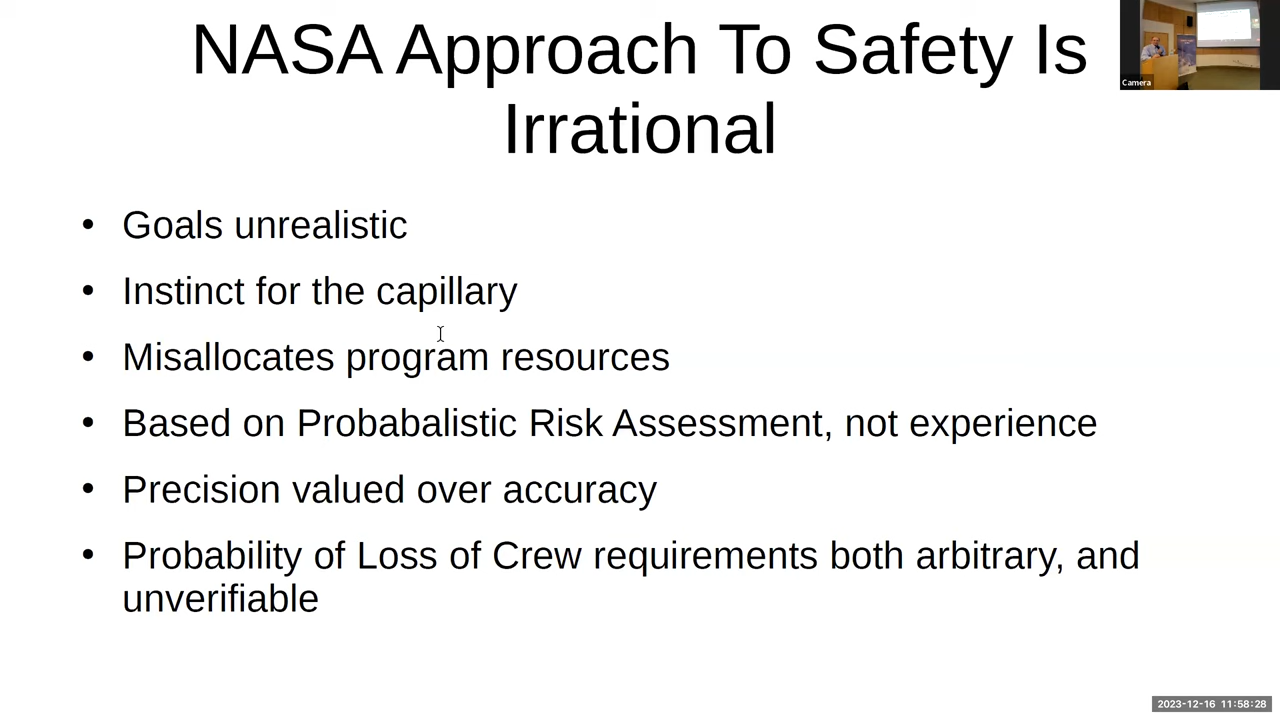 NASA Approach To Safety Is
Irrational
Camera
• Goals unrealistic
• Instinct for the capillary
• Misallocates program resources
• Based on Probabalistic Risk Assessment, not experience
• Precision valued over accuracy
• Probability of Loss of Crew requirements both arbitrary, and
unverifiable
2023-12-16 11:58:28